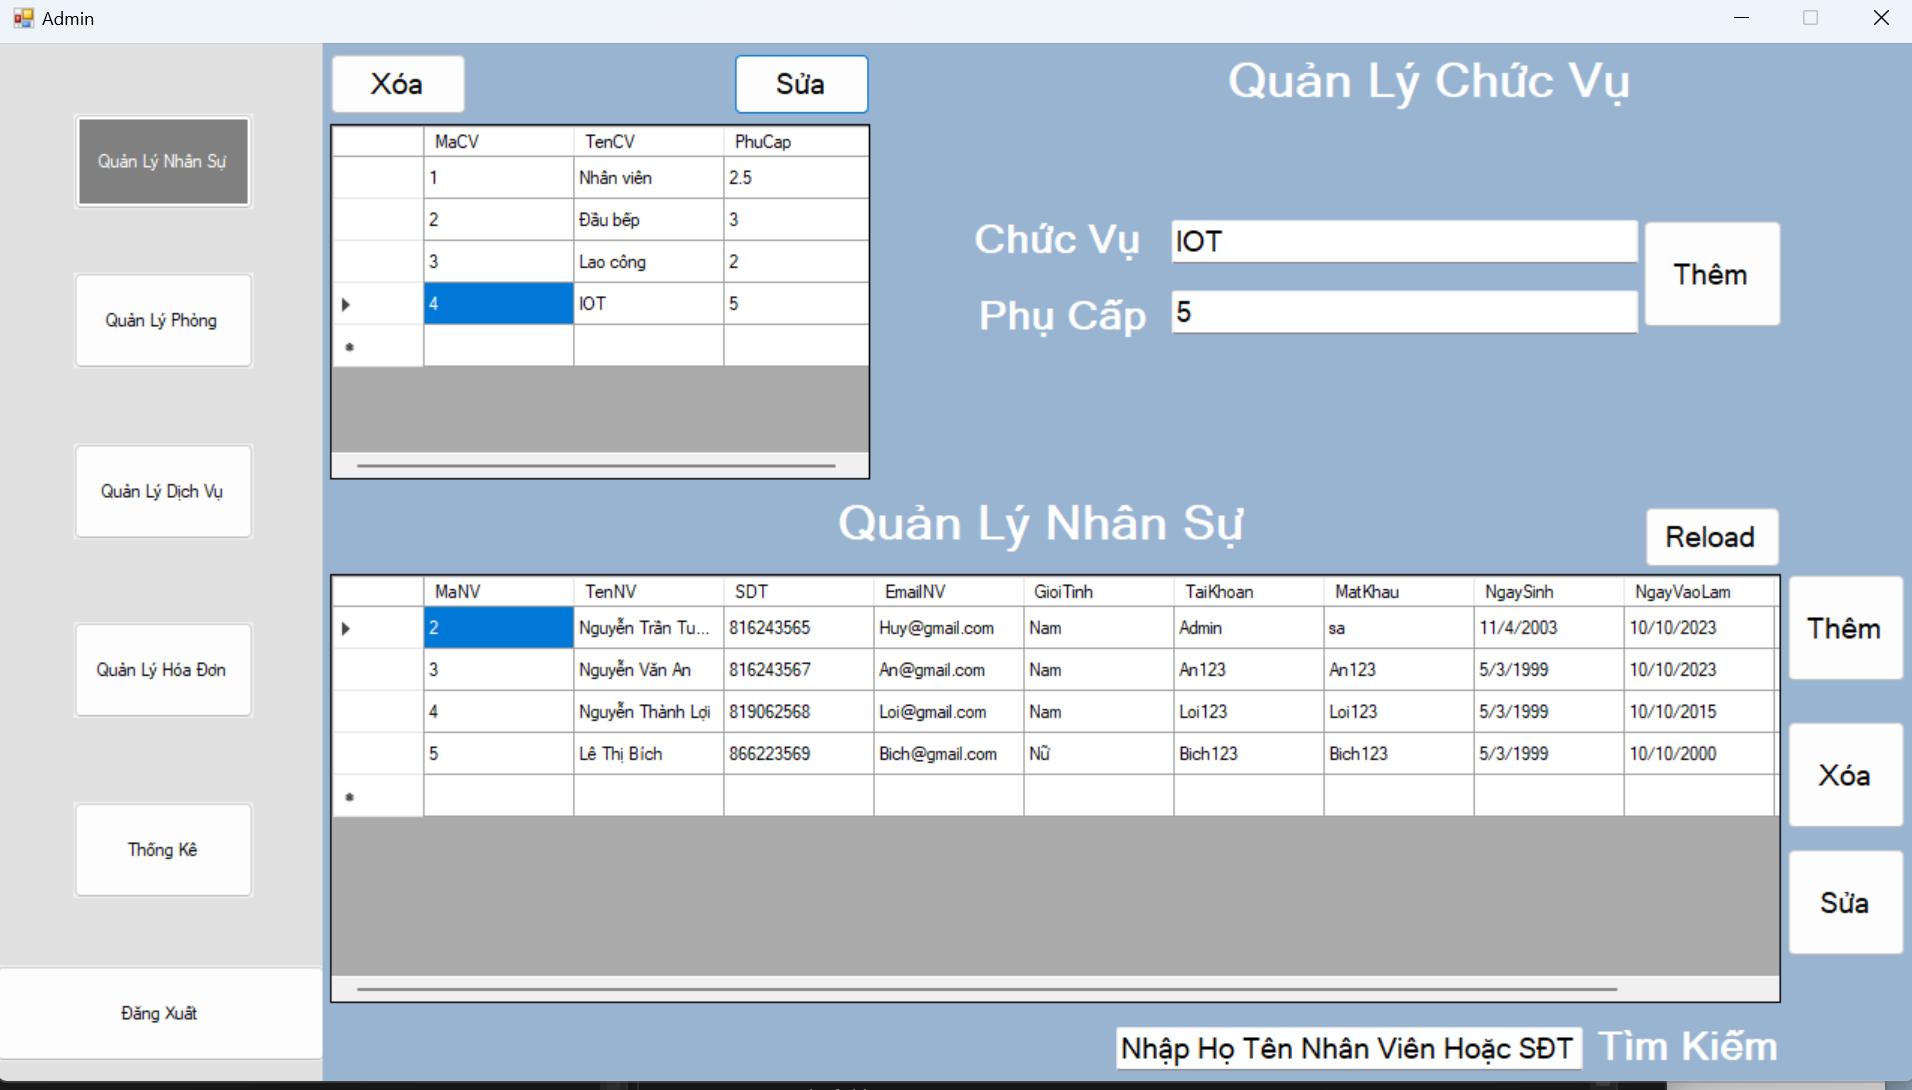 Admin
Quản Lý Nhân Sự
Quản Lý Phòng
Quản Lý Dịch Vụ
Quản Lý Hóa Đơn
Thống Kê
Đăng Xuất
Xóa Sửa
Quản Lý Chức Vụ
MaCV TenCV PhuCap
1 Nhân viên 2.5
2 Đầu bếp 3
3 Lao công 2
4 IOT 5
Chức Vụ IOT
Phụ Cấp 5
Thêm
Quản Lý Nhân Sự
Reload
MaNV TenNV SDT EmailNV GioiTinh TaiKhoan MatKhau NgaySinh NgayVaoLam
2 Nguyễn Trần Tu... 816243565 Huy@gmail.com Nam Admin sa 11/4/2003 10/10/2023
3 Nguyễn Văn An 816243567 An@gmail.com Nam An123 An123 5/3/1999 10/10/2023
4 Nguyễn Thành Lợi 819062568 Loi@gmail.com Nam Loi123 Loi123 5/3/1999 10/10/2015
5 Lê Thị Bích 866223569 Bich@gmail.com Nữ Bich123 Bich123 5/3/1999 10/10/2000
Thêm
Xóa
Sửa
Nhập Họ Tên Nhân Viên Hoặc SĐT Tìm Kiếm